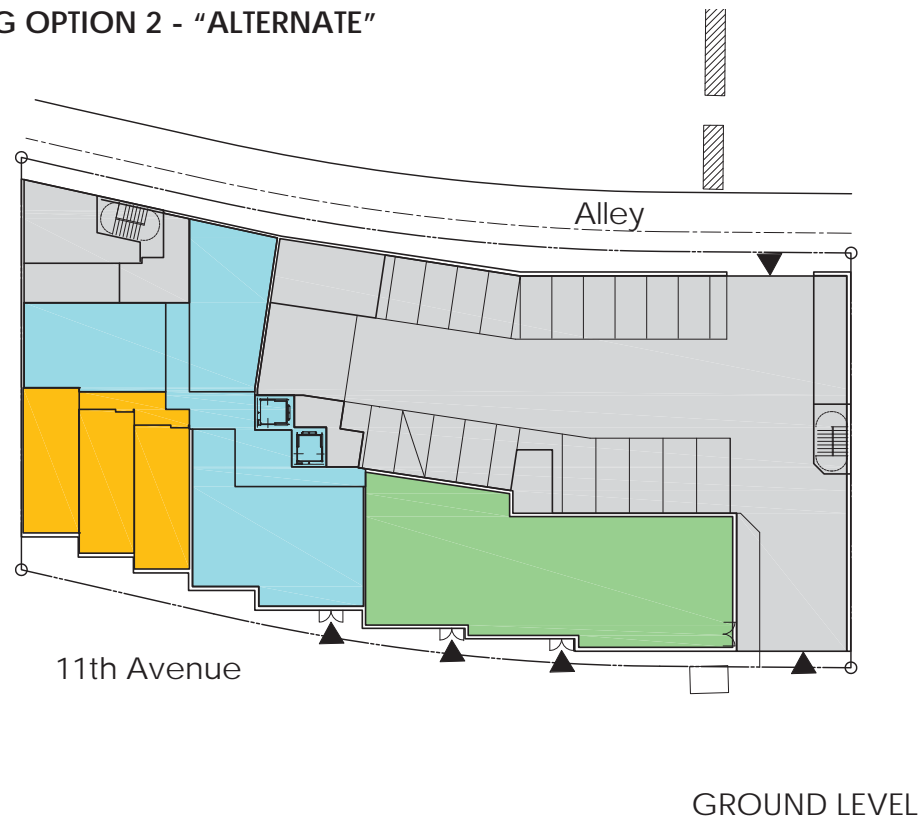 G OPTION 2 - “ALTERNATE”
Alley
11th Avenue
GROUND LEVEL